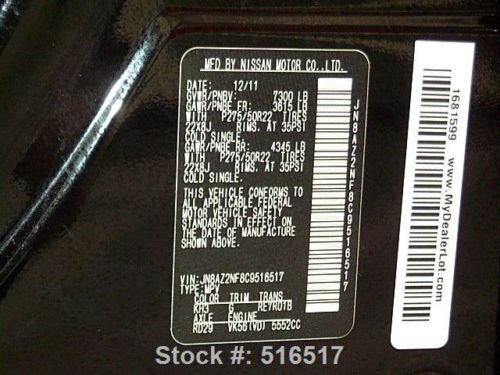 MFD BY NISSAN MOTOR CO.,LTD.
DATE: 12/11
GVWR/PNBV: 7300 LB
GAWR/PNBE FR: 3615 LB
WITH P275/50R22 TIRES
22X8J RIMS. AT 35PSI
COLD SINGLE.
GAWR/PNBE RR: 4345 LB
WITH P275/50R22 TIRES
22X8J RIMS. AT 35PSI
COLD SINGLE.
THIS VEHICLE CONFORMS TO
ALL APPLICABLE FEDERAL
MOTOR VEHICLE SAFETY
STANDARDS IN EFFECT ON
THE DATE OF MANUFACTURE
SHOWN ABOVE.
VIN: JN8AZ2NF8C9516517
TYPE: MPV
COLOR TRIM TRANS
KH3 G RE7R01B
AXLE ENGINE
RD29 VK56(VD) 5552CC
JN8AZ2NF8C9516517
1681599
www.MyDealerLot.com
Stock #: 516517